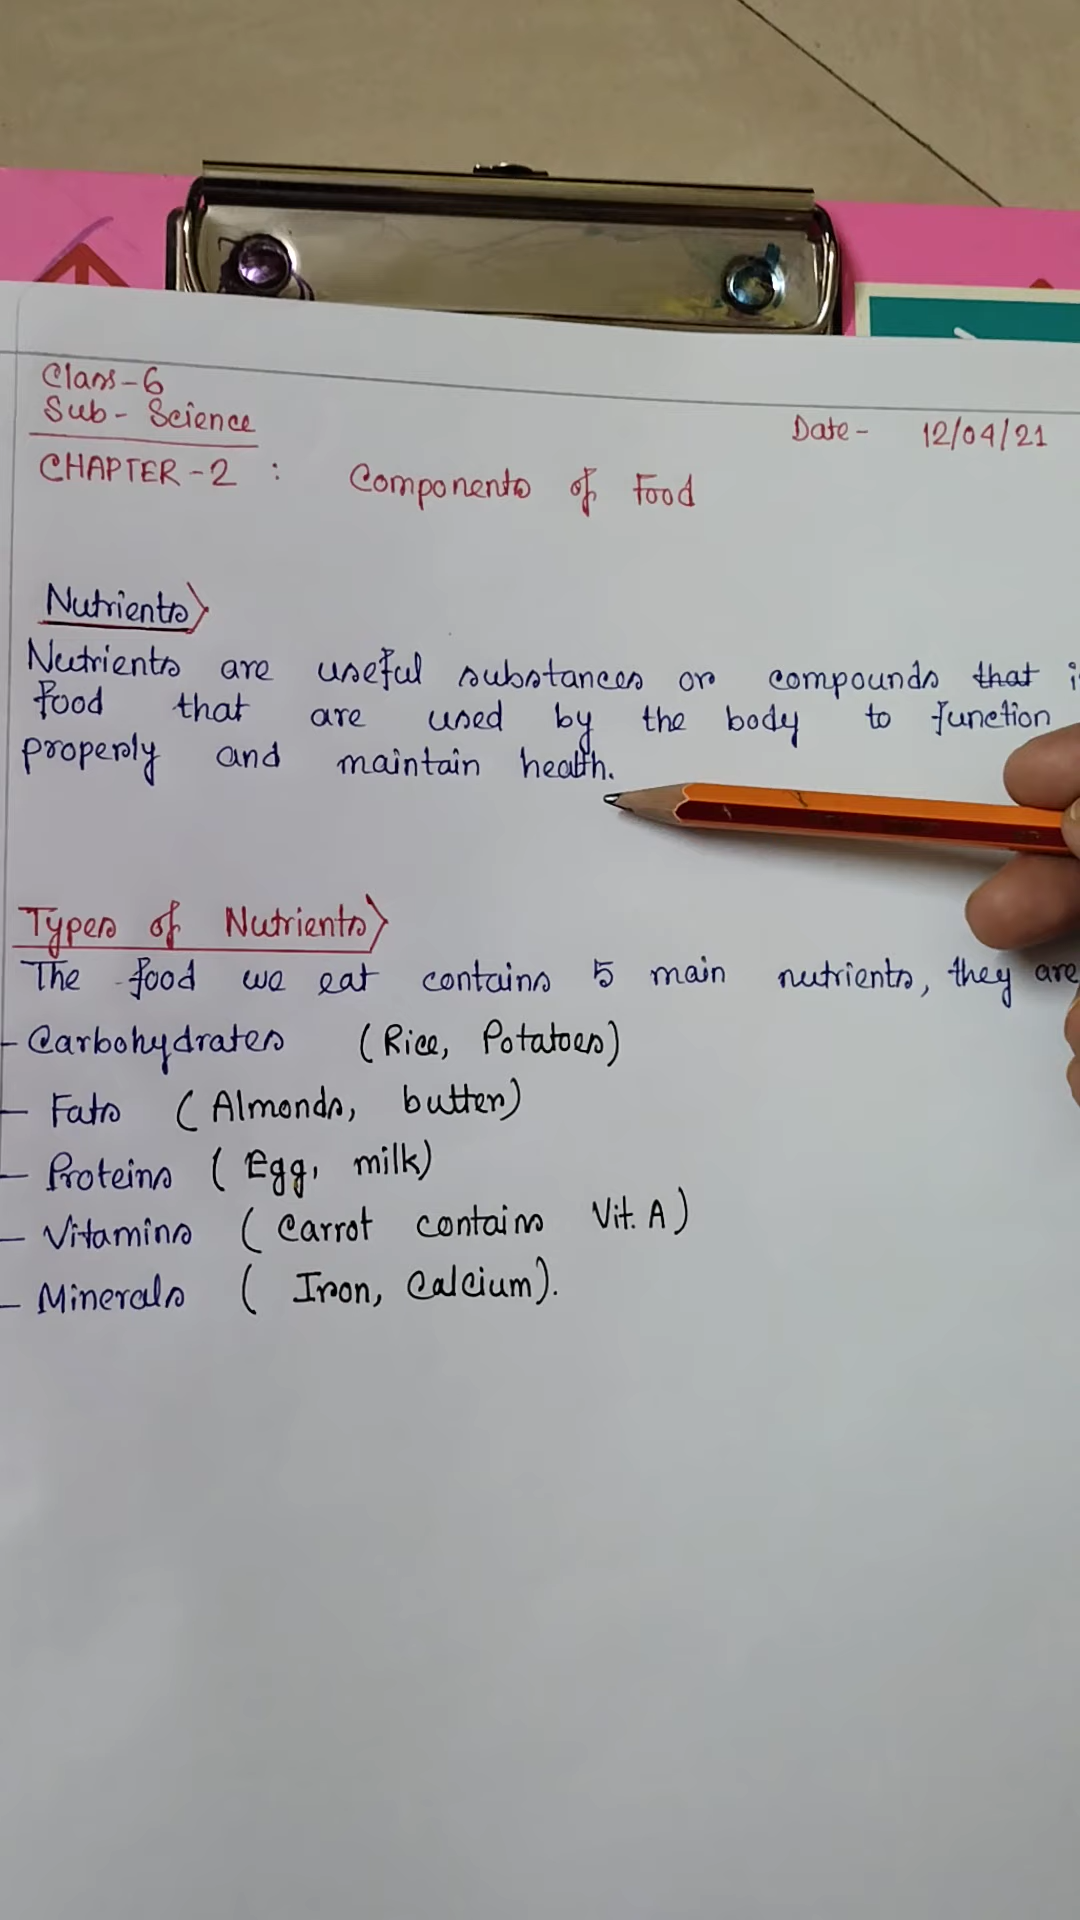 Class-6
Sub- Science
Date- 12/04/21
CHAPTER-2 : Components of Food
Nutrients
Nutrients are useful substances or compounds that
food that are used by the body to function
properly and maintain health.
Types of Nutrients
The food we eat contains 5 main nutrients, they are
- Carbohydrates (Rice, Potatoes)
- Fats (Almonds, butter)
- Proteins (Egg, milk)
- Vitamins (Carrot contains Vit. A)
- Minerals (Iron, Calcium).